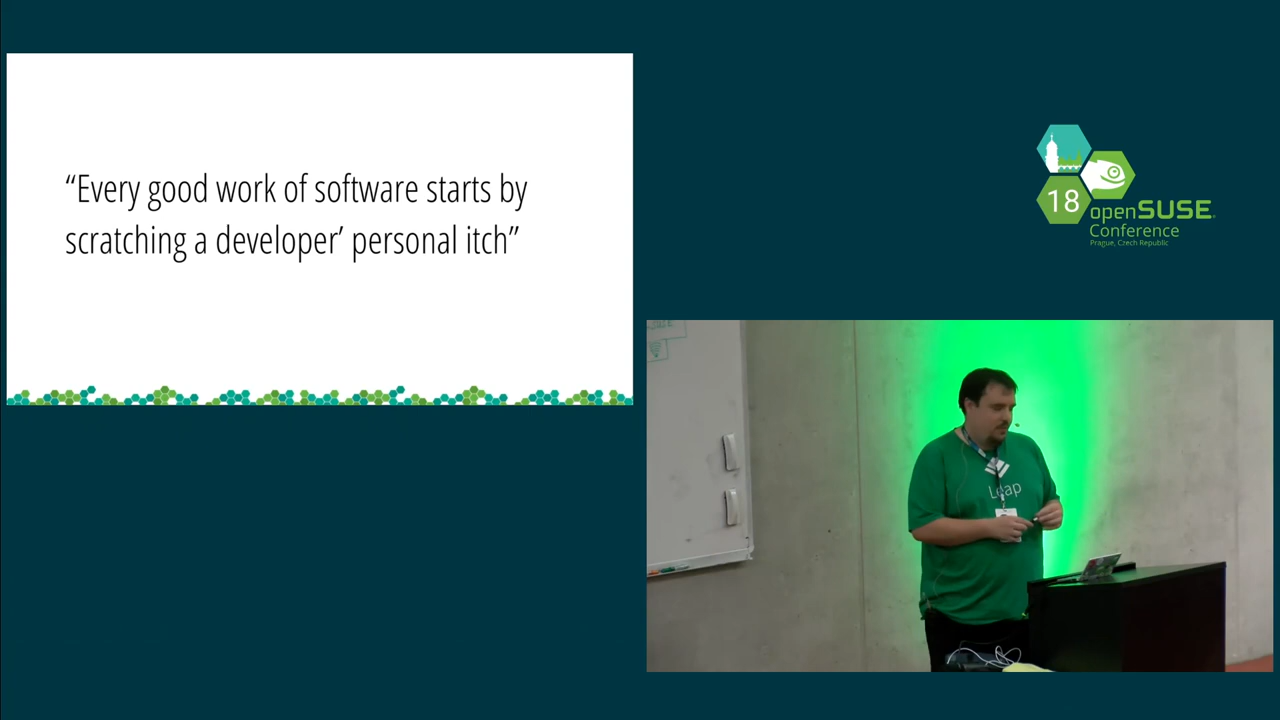 “Every good work of software starts by
scratching a developer’ personal itch”
18
openSUSE
Conference
Prague, Czech Republic
Leap